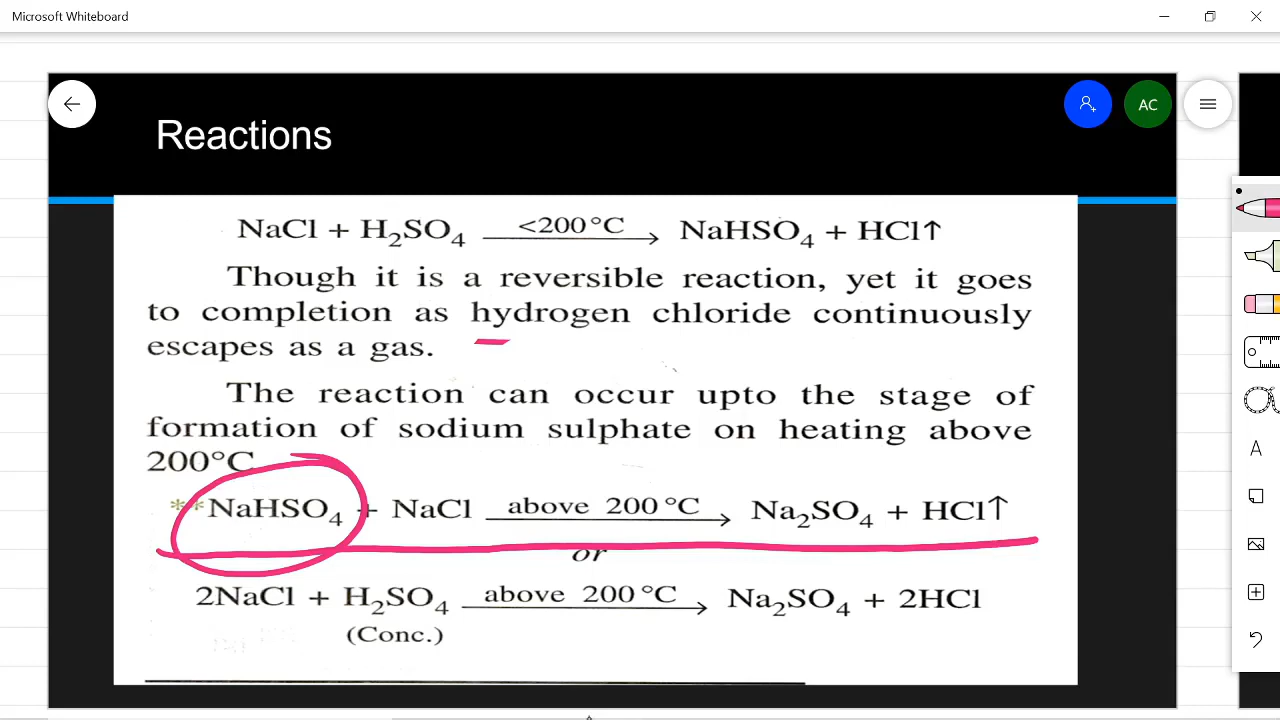 Microsoft Whiteboard
AC
Reactions
NaCl + H₂SO₄ <200°C → NaHSO₄ + HCl↑
Though it is a reversible reaction, yet it goes
to completion as hydrogen chloride continuously
escapes as a gas.
The reaction can occur upto the stage of
formation of sodium sulphate on heating above
200°C
**NaHSO₄ + NaCl above 200°C → Na₂SO₄ + HCl↑
or
2NaCl + H₂SO₄ above 200°C → Na₂SO₄ + 2HCl
(Conc.)
A